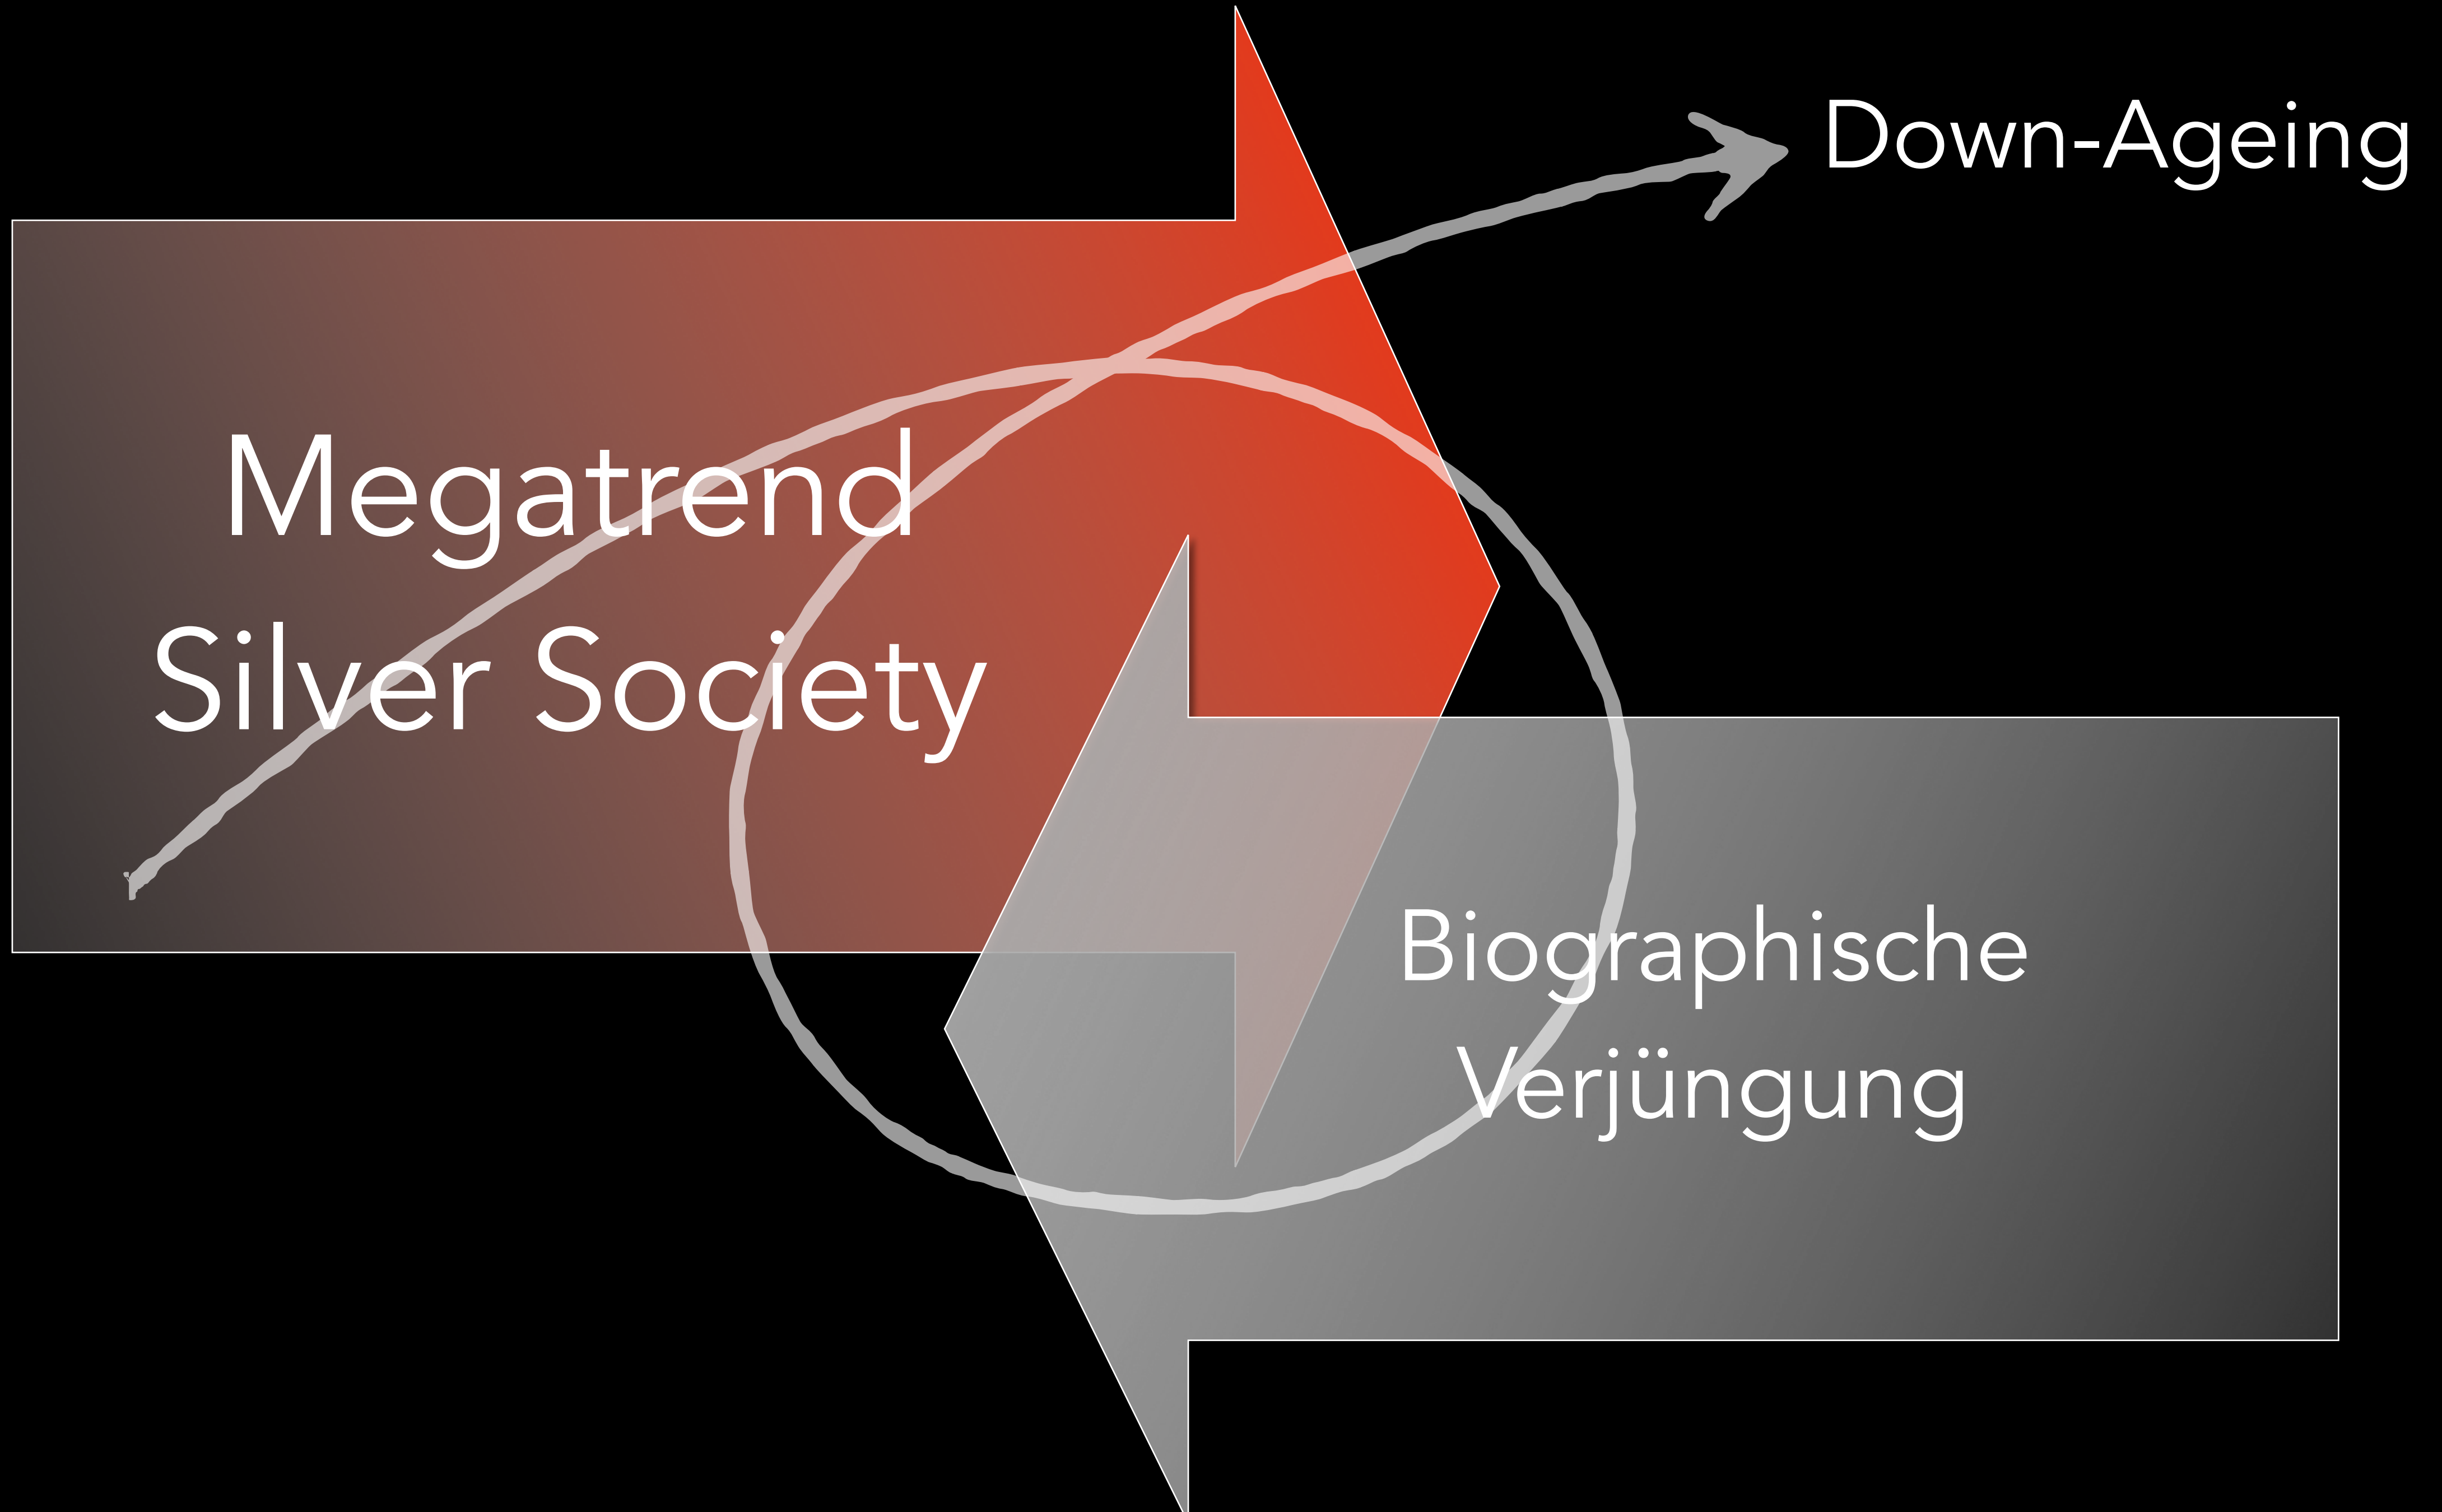 Down-Ageing
Megatrend
Silver Society
Biographische
Verjüngung